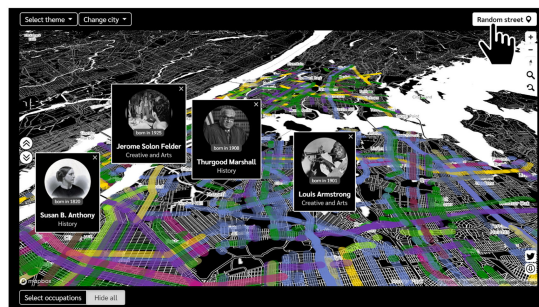 Select theme
Change city
Random street
born in 1925
Jerome Solon Felder
Creative and Arts
born in 1908
Thurgood Marshall
History
born in 1901
Louis Armstrong
Creative and Arts
born in 1820
Susan B. Anthony
History
mapbox
Select occupations
Hide all